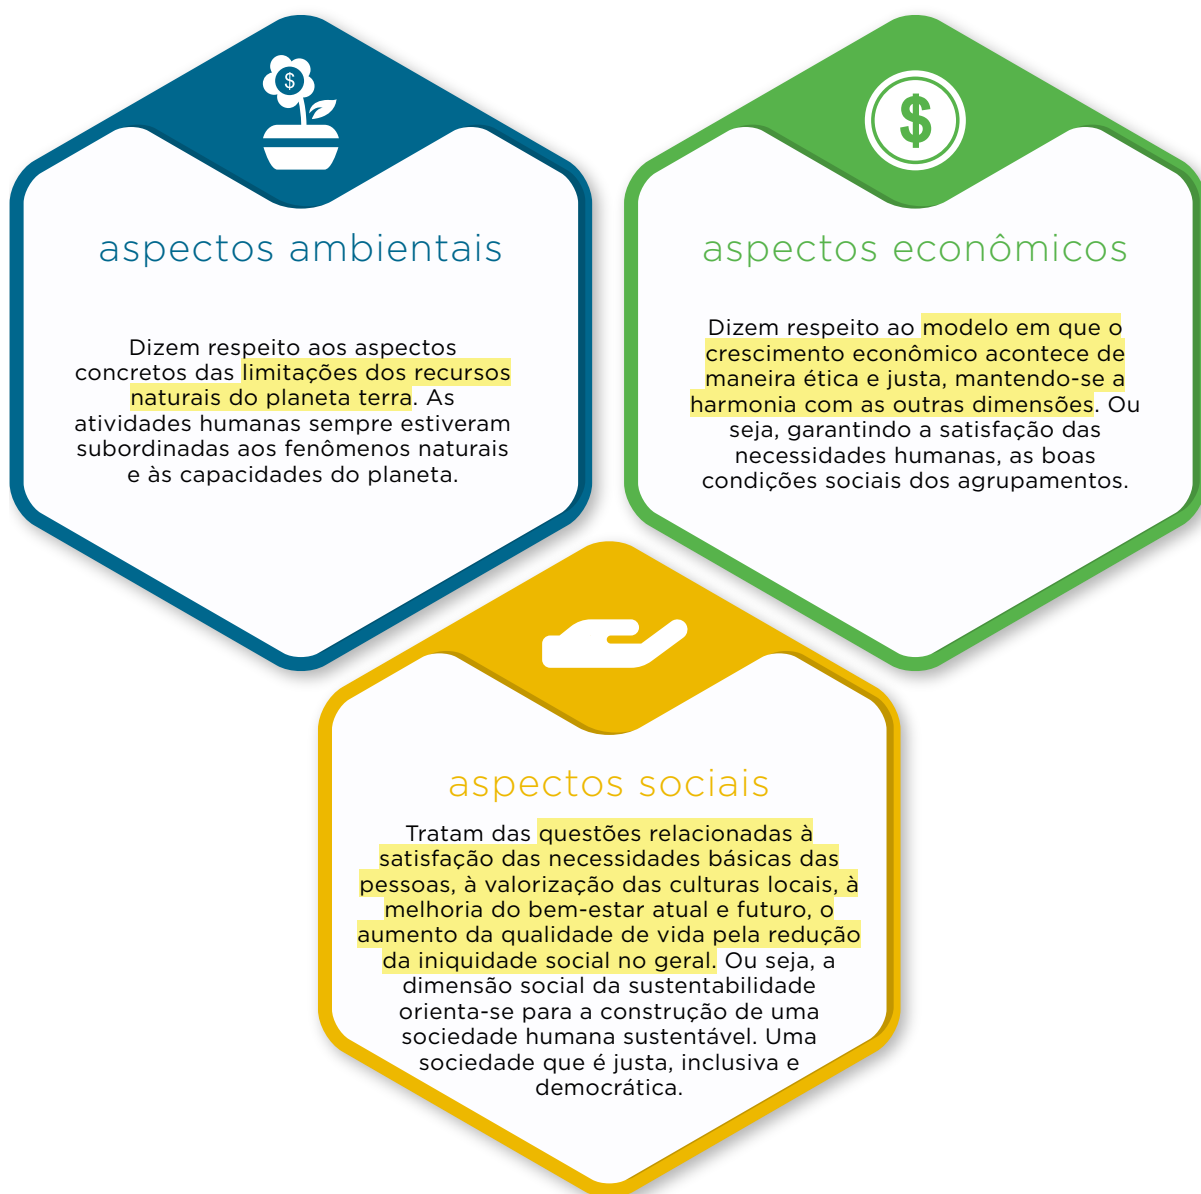 $
aspectos ambientais
Dizem respeito aos aspectos
concretos das limitações dos recursos
naturais do planeta terra. As
atividades humanas sempre estiveram
subordinadas aos fenômenos naturais
e às capacidades do planeta.
$
aspectos econômicos
Dizem respeito ao modelo em que o
crescimento econômico acontece de
maneira ética e justa, mantendo-se a
harmonia com as outras dimensões. Ou
seja, garantindo a satisfação das
necessidades humanas, as boas
condições sociais dos agrupamentos.
aspectos sociais
Tratam das questões relacionadas à
satisfação das necessidades básicas das
pessoas, à valorização das culturas locais, à
melhoria do bem-estar atual e futuro, o
aumento da qualidade de vida pela redução
da iniquidade social no geral. Ou seja, a
dimensão social da sustentabilidade
orienta-se para a construção de uma
sociedade humana sustentável. Uma
sociedade que é justa, inclusiva e
democrática.